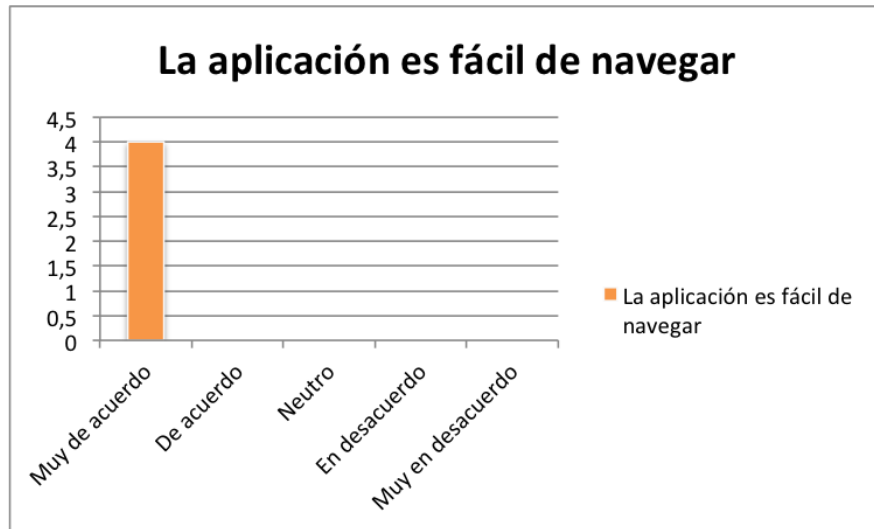 La aplicación es fácil de navegar
4,5
4
3,5
3
2,5
2
1,5
1
0,5
0
Muy de acuerdo
De acuerdo
Neutro
En desacuerdo
Muy en desacuerdo
La aplicación es fácil de
navegar